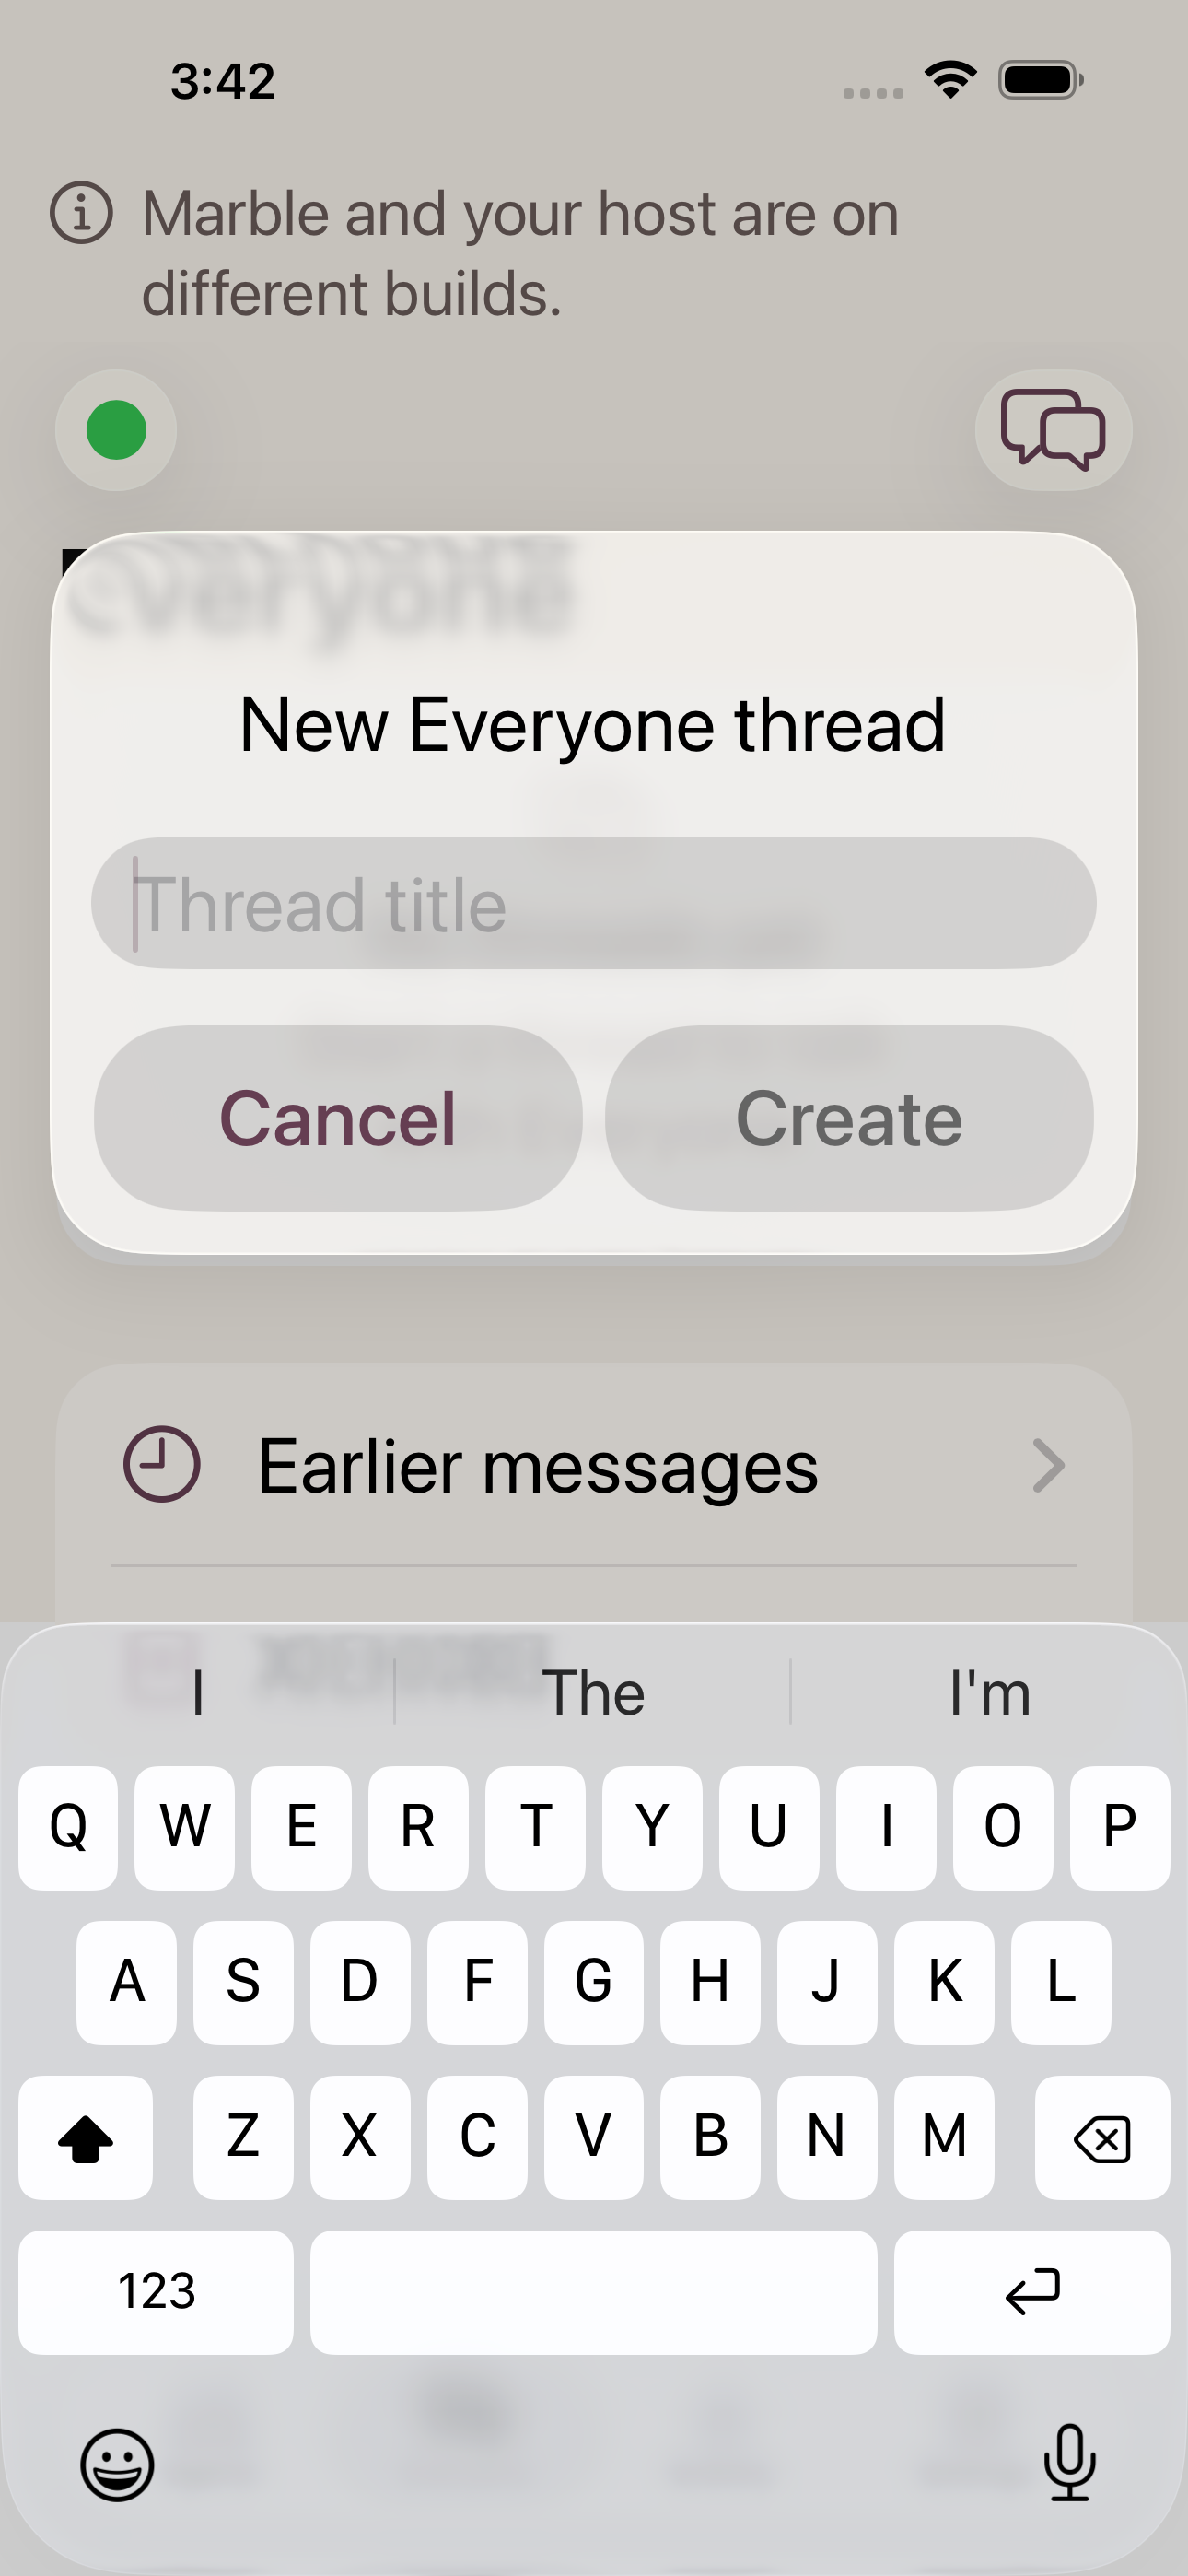 3:42
Marble and your host are on
different builds.
Everyone
New Everyone thread
Thread title
Cancel
Create
Earlier messages
I
The
I'm
Q W E R T Y U I O P
A S D F G H J K L
Z X C V B N M
123